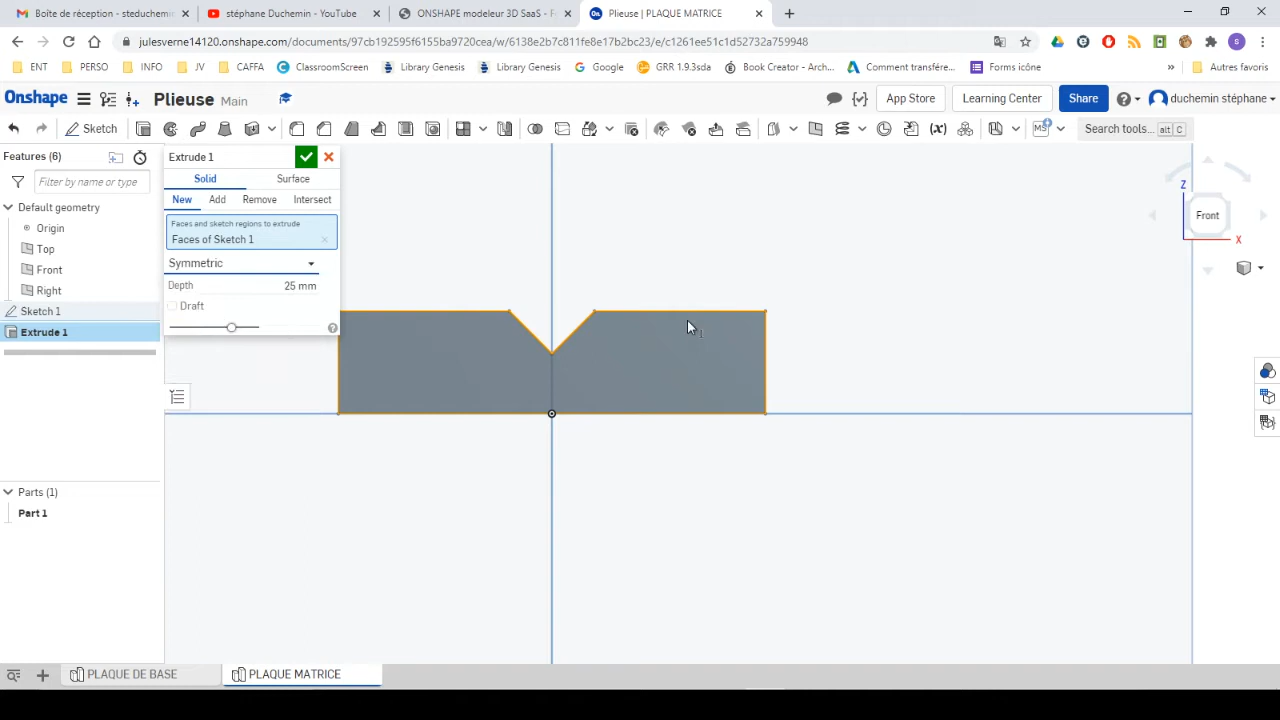 Boîte de réception - steduchemin
stéphane Duchemin - YouTube
ONSHAPE modeleur 3D SaaS - F
Plieuse | PLAQUE MATRICE
julesverne14120.onshape.com/documents/97cb192595f6155ba9720cea/w/6138e2b7c811fe8e17b2bc23/e/c1261ee51c1d52732a759948
ENT PERSO INFO JV CAFFA ClassroomScreen Library Genesis Library Genesis Google GRR 1.9.3sda Book Creator - Arch... Comment transfére... Forms icône » Autres favoris
Onshape Plieuse Main App Store Learning Center Share duchemin stéphane
Sketch Search tools... alt C
Features (6)
Filter by name or type
Default geometry
Origin
Top
Front
Right
Sketch 1
Extrude 1
Parts (1)
Part 1
Extrude 1
Solid Surface
New Add Remove Intersect
Faces and sketch regions to extrude
Faces of Sketch 1
Symmetric
Depth 25 mm
Draft
Z
Front
X
PLAQUE DE BASE
PLAQUE MATRICE